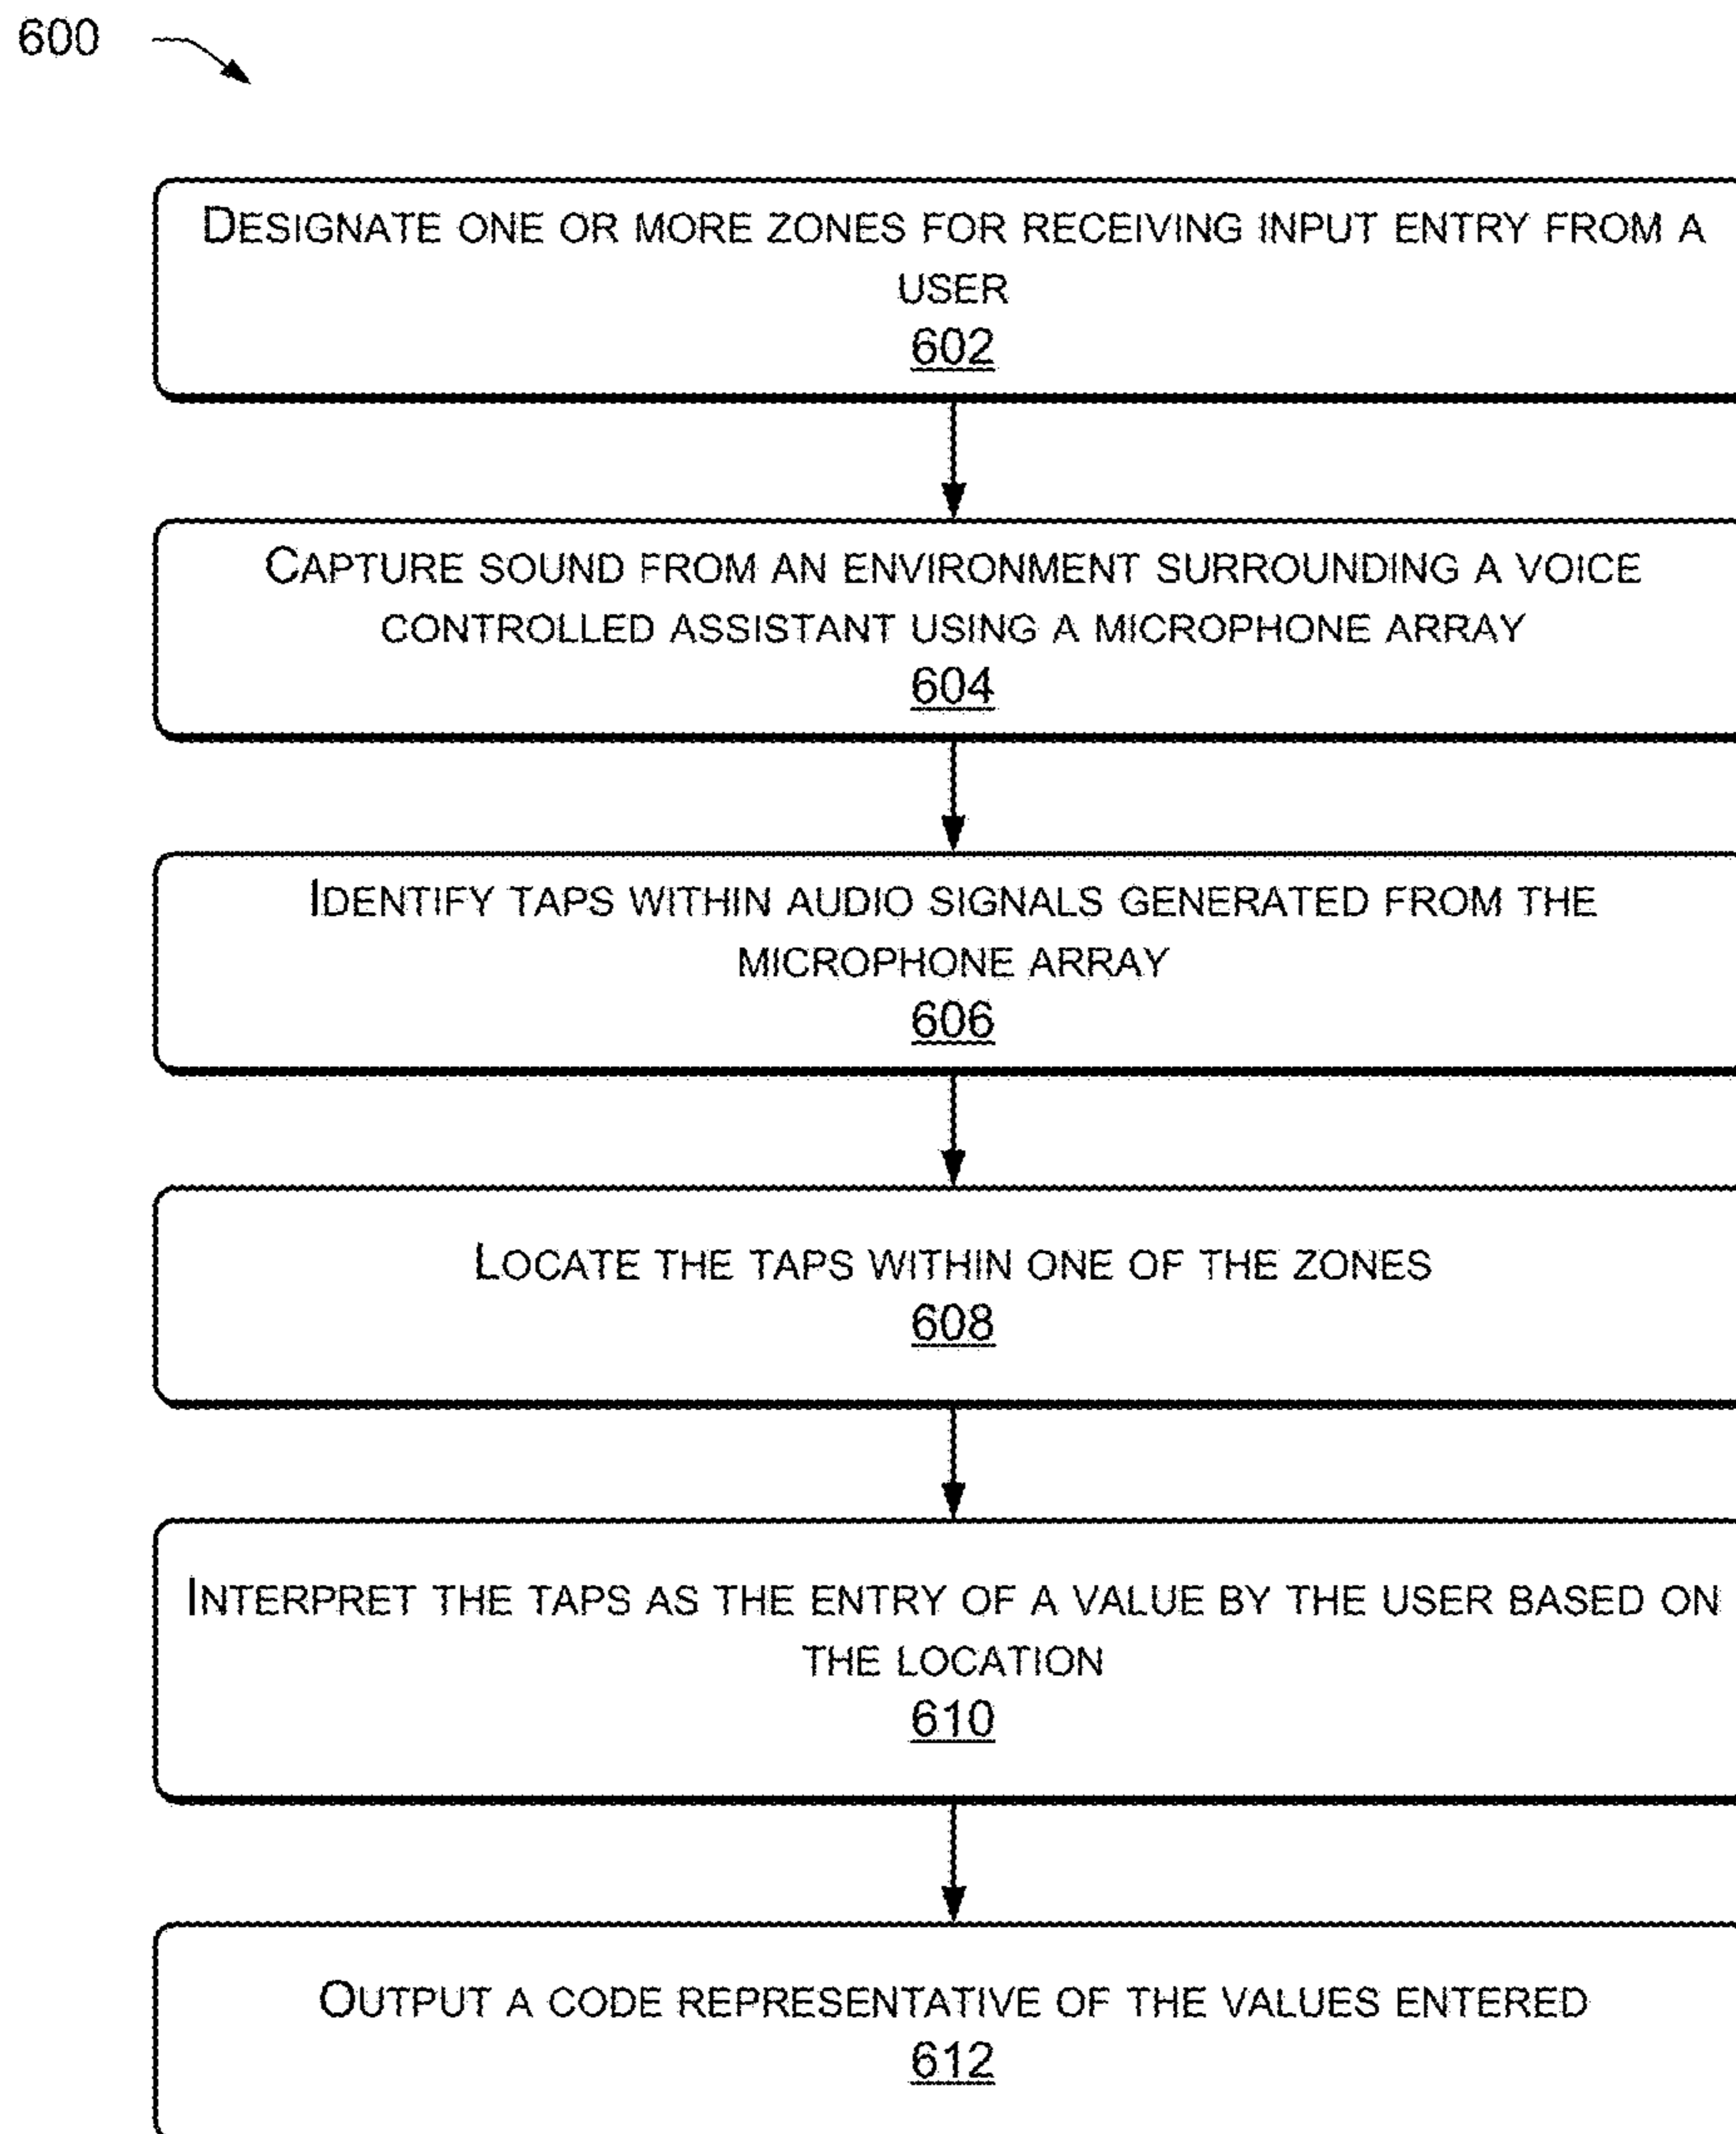 600
DESIGNATE ONE OR MORE ZONES FOR RECEIVING INPUT ENTRY FROM A
USER
602
CAPTURE SOUND FROM AN ENVIRONMENT SURROUNDING A VOICE
CONTROLLED ASSISTANT USING A MICROPHONE ARRAY
604
IDENTIFY TAPS WITHIN AUDIO SIGNALS GENERATED FROM THE
MICROPHONE ARRAY
606
LOCATE THE TAPS WITHIN ONE OF THE ZONES
608
INTERPRET THE TAPS AS THE ENTRY OF A VALUE BY THE USER BASED ON
THE LOCATION
610
OUTPUT A CODE REPRESENTATIVE OF THE VALUES ENTERED
612